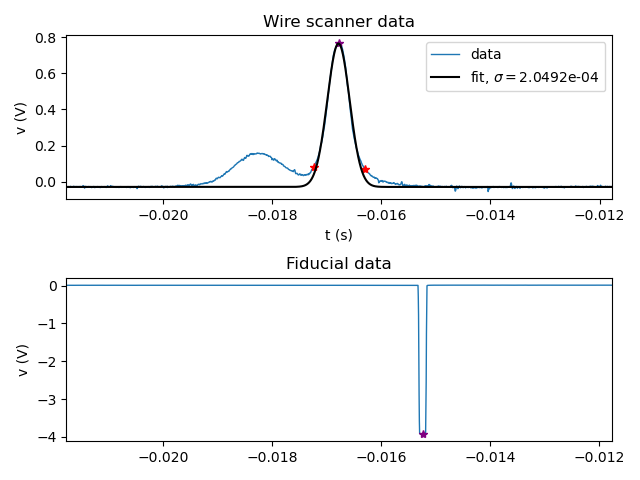 Wire scanner data
v (V)
0.8
0.6
0.4
0.2
0.0
data
fit, σ = 2.0492e-04
−0.020
−0.018
−0.016
−0.014
−0.012
t (s)
Fiducial data
v (V)
0
−1
−2
−3
−4
−0.020
−0.018
−0.016
−0.014
−0.012